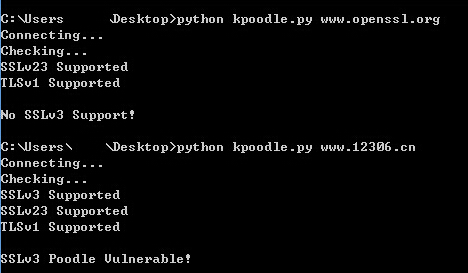 C:\Users      \Desktop>python kpoodle.py www.openssl.org
Connecting...
Checking...
SSLv23 Supported
TLSv1 Supported
No SSLv3 Support!
C:\Users\    \Desktop>python kpoodle.py www.12306.cn
Connecting...
Checking...
SSLv3 Supported
SSLv23 Supported
TLSv1 Supported
SSLv3 Poodle Vulnerable!